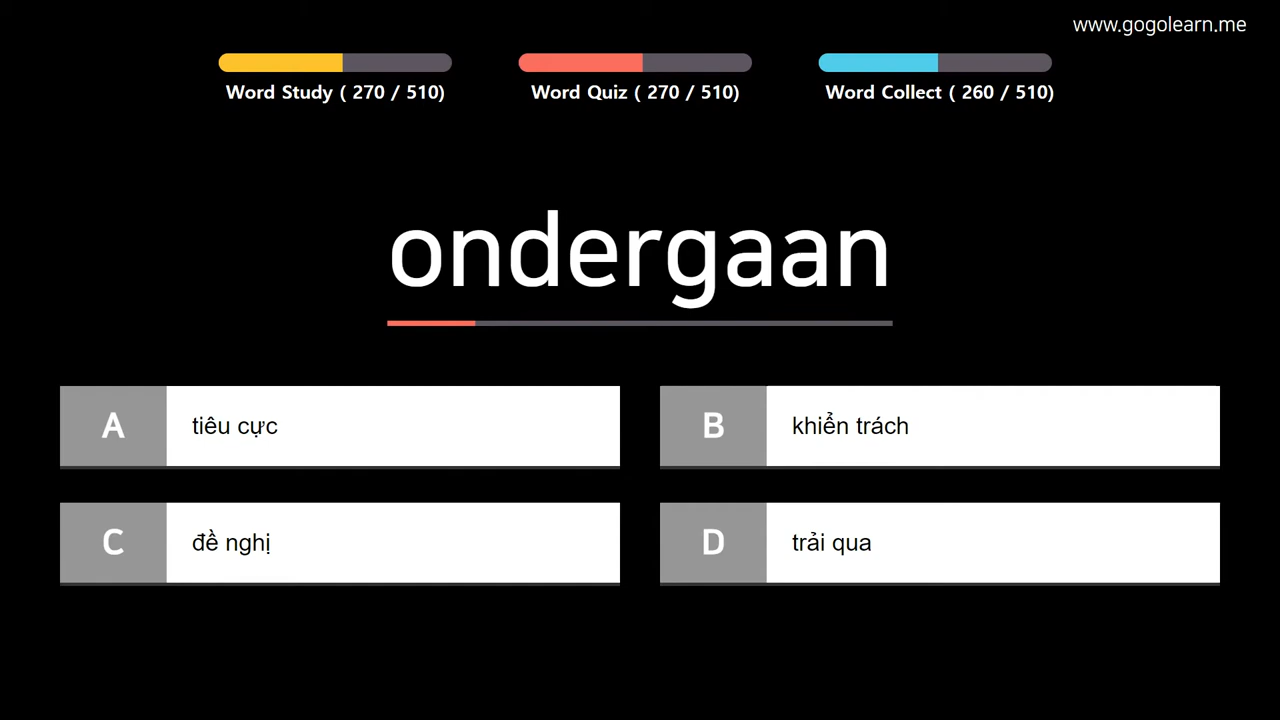 www.gogolearn.me
Word Study ( 270 / 510)
Word Quiz ( 270 / 510)
Word Collect ( 260 / 510)
ondergaan
A tiêu cực
B khiển trách
C đề nghị
D trải qua